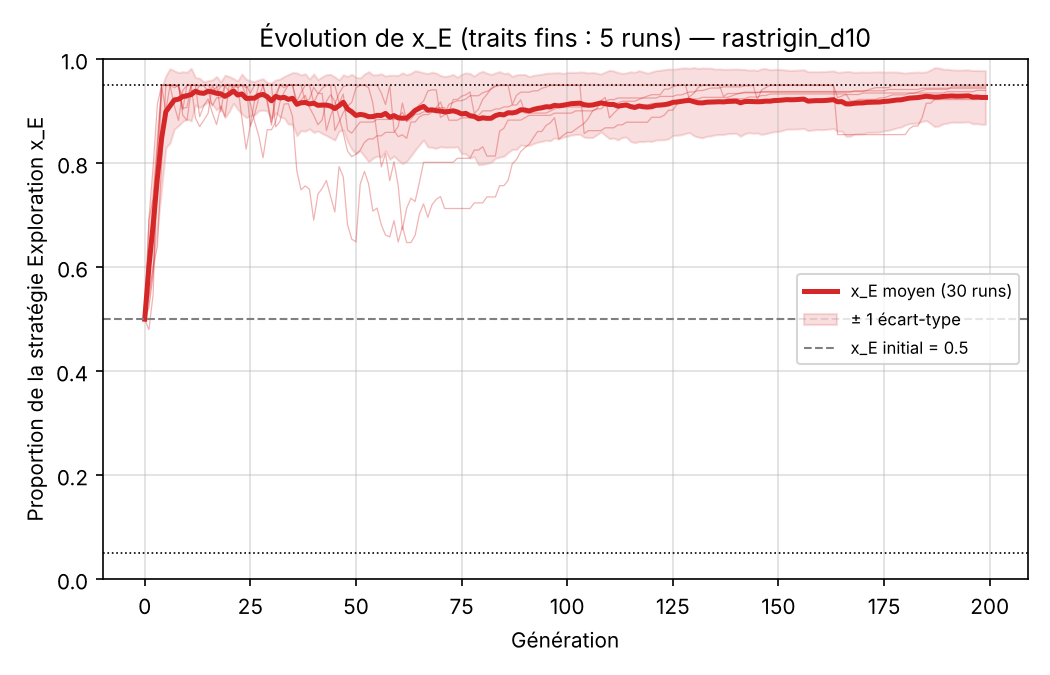 Évolution de x_E (traits fins : 5 runs) — rastrigin_d10
Proportion de la stratégie Exploration x_E
1.0
0.8
0.6
0.4
0.2
0.0
x_E moyen (30 runs)
± 1 écart-type
x_E initial = 0.5
0 25 50 75 100 125 150 175 200
Génération